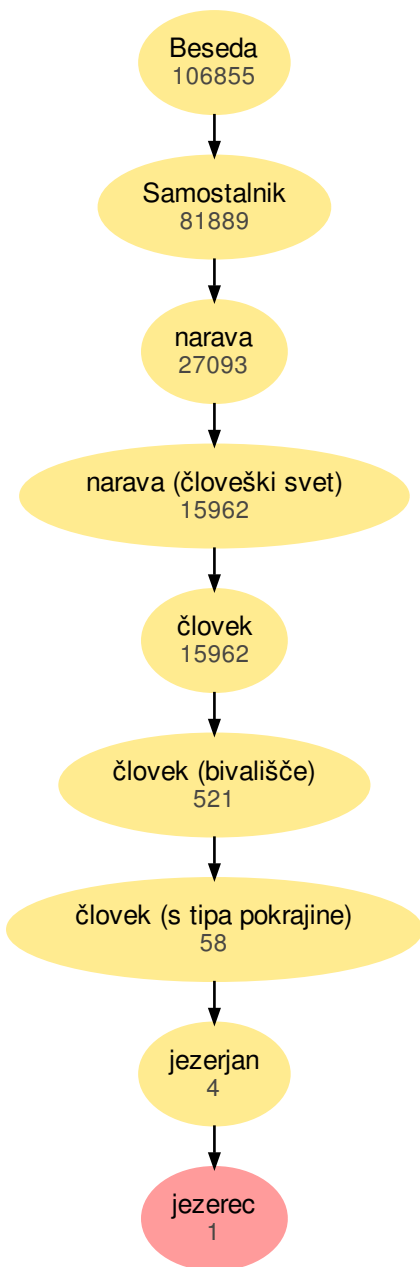 Beseda
106855
Samostalnik
81889
narava
27093
narava (človeški svet)
15962
človek
15962
človek (bivališče)
521
človek (s tipa pokrajine)
58
jezerjan
4
jezerec
1